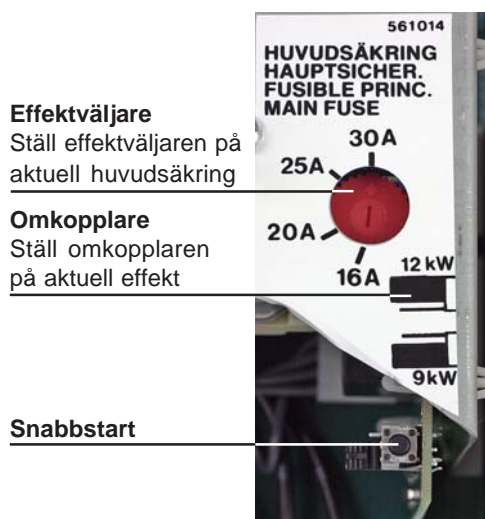 561014
HUVUDSÄKRING
HAUPTSICHER.
FUSIBLE PRINC.
MAIN FUSE
Effektväljare
Ställ effektväljaren på
aktuell huvudsäkring
30A
25A
20A
16A
Omkopplare
Ställ omkopplaren
på aktuell effekt
12 kW
9kW
Snabbstart